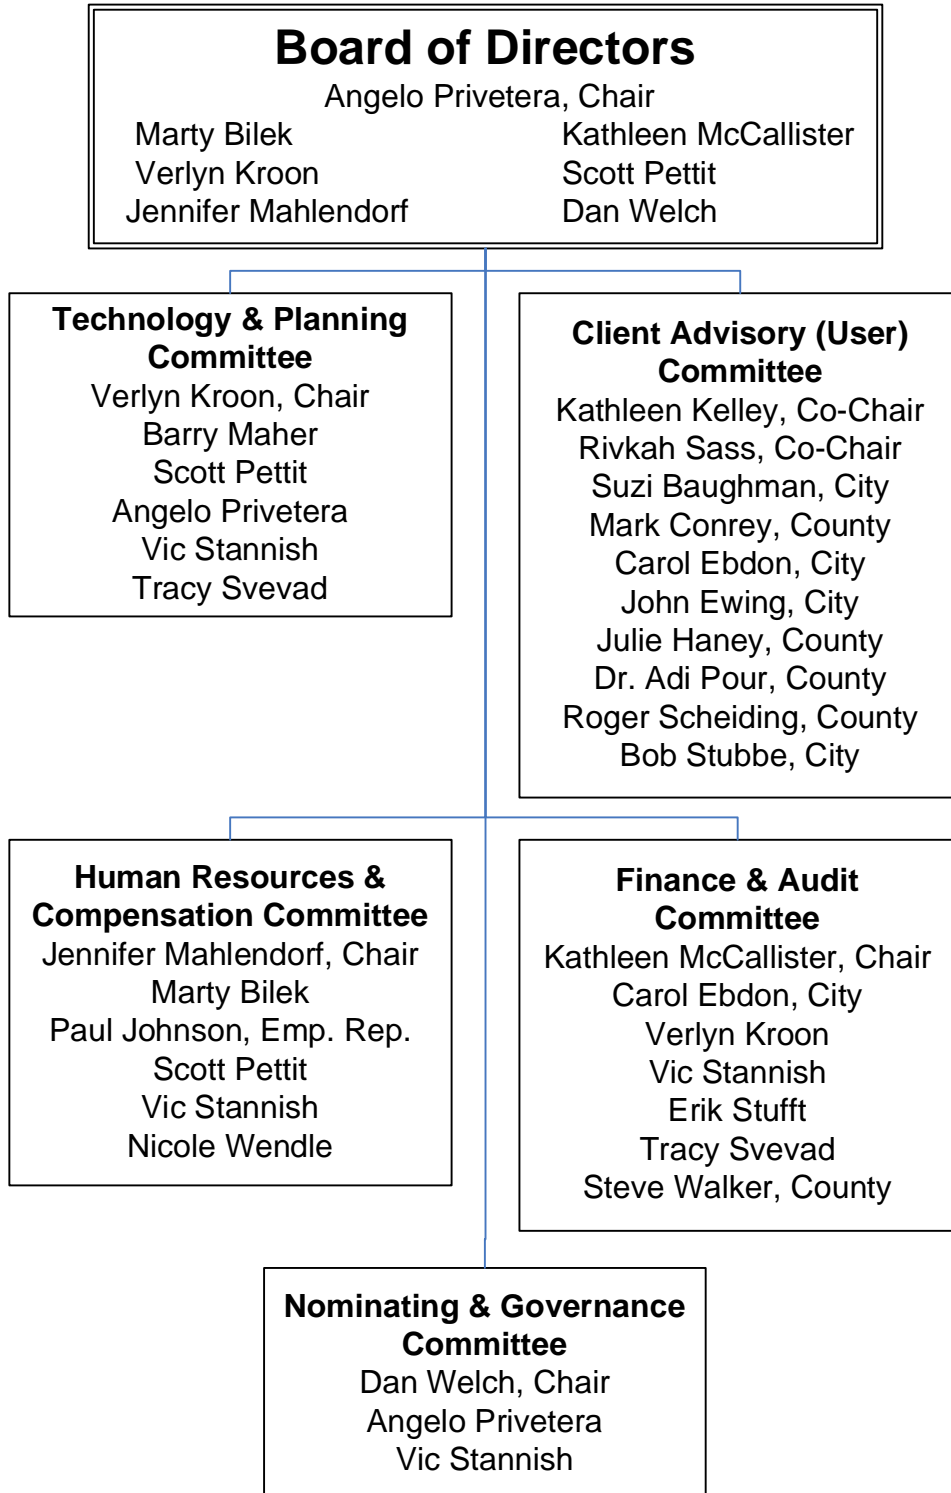 Board of Directors
Angelo Privetera, Chair
Marty Bilek
Verlyn Kroon
Jennifer Mahlendorf
Kathleen McCallister
Scott Pettit
Dan Welch
Technology & Planning
Committee
Verlyn Kroon, Chair
Barry Maher
Scott Pettit
Angelo Privetera
Vic Stannish
Tracy Svevad
Client Advisory (User)
Committee
Kathleen Kelley, Co-Chair
Rivkah Sass, Co-Chair
Suzi Baughman, City
Mark Conrey, County
Carol Ebdon, City
John Ewing, City
Julie Haney, County
Dr. Adi Pour, County
Roger Scheiding, County
Bob Stubbe, City
Human Resources &
Compensation Committee
Jennifer Mahlendorf, Chair
Marty Bilek
Paul Johnson, Emp. Rep.
Scott Pettit
Vic Stannish
Nicole Wendle
Finance & Audit
Committee
Kathleen McCallister, Chair
Carol Ebdon, City
Verlyn Kroon
Vic Stannish
Erik Stufft
Tracy Svevad
Steve Walker, County
Nominating & Governance
Committee
Dan Welch, Chair
Angelo Privetera
Vic Stannish